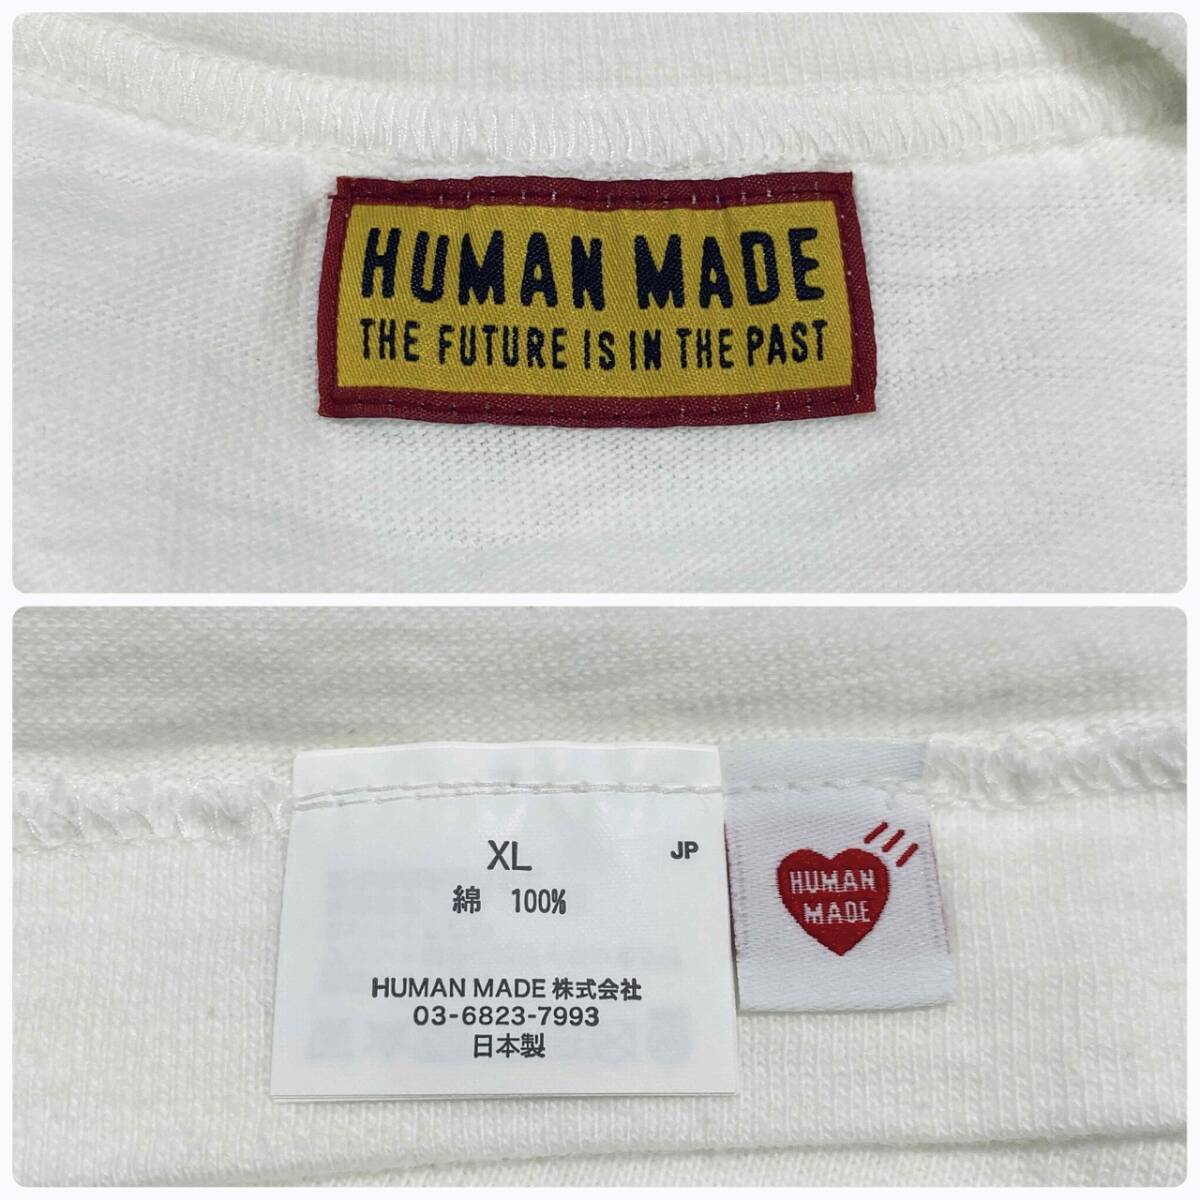 HUMAN MADE
THE FUTURE IS IN THE PAST
XL
JP
綿 100%
HUMAN MADE 株式会社
03-6823-7993
日本製
HUMAN
MADE